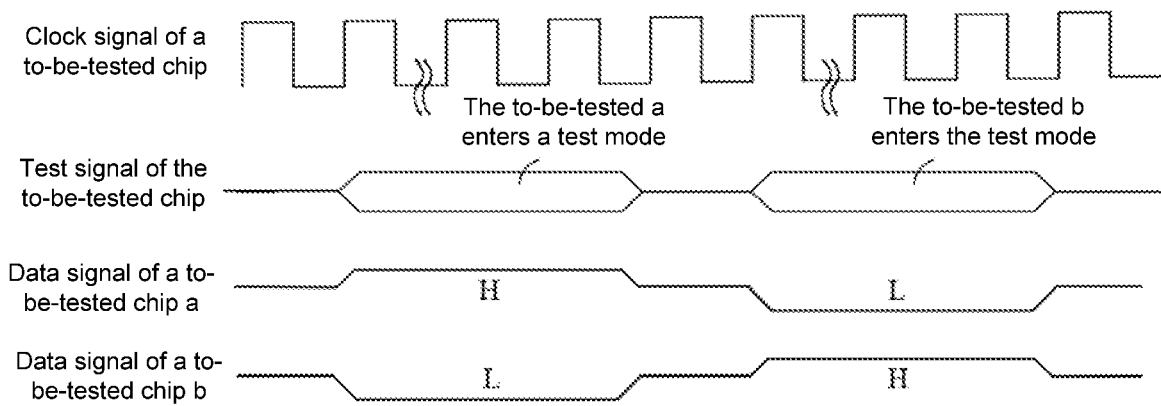 Clock signal of a
to-be-tested chip
The to-be-tested a
enters a test mode
The to-be-tested b
enters the test mode
Test signal of the
to-be-tested chip
Data signal of a to-
be-tested chip a
H
L
Data signal of a to-
be-tested chip b
L
H